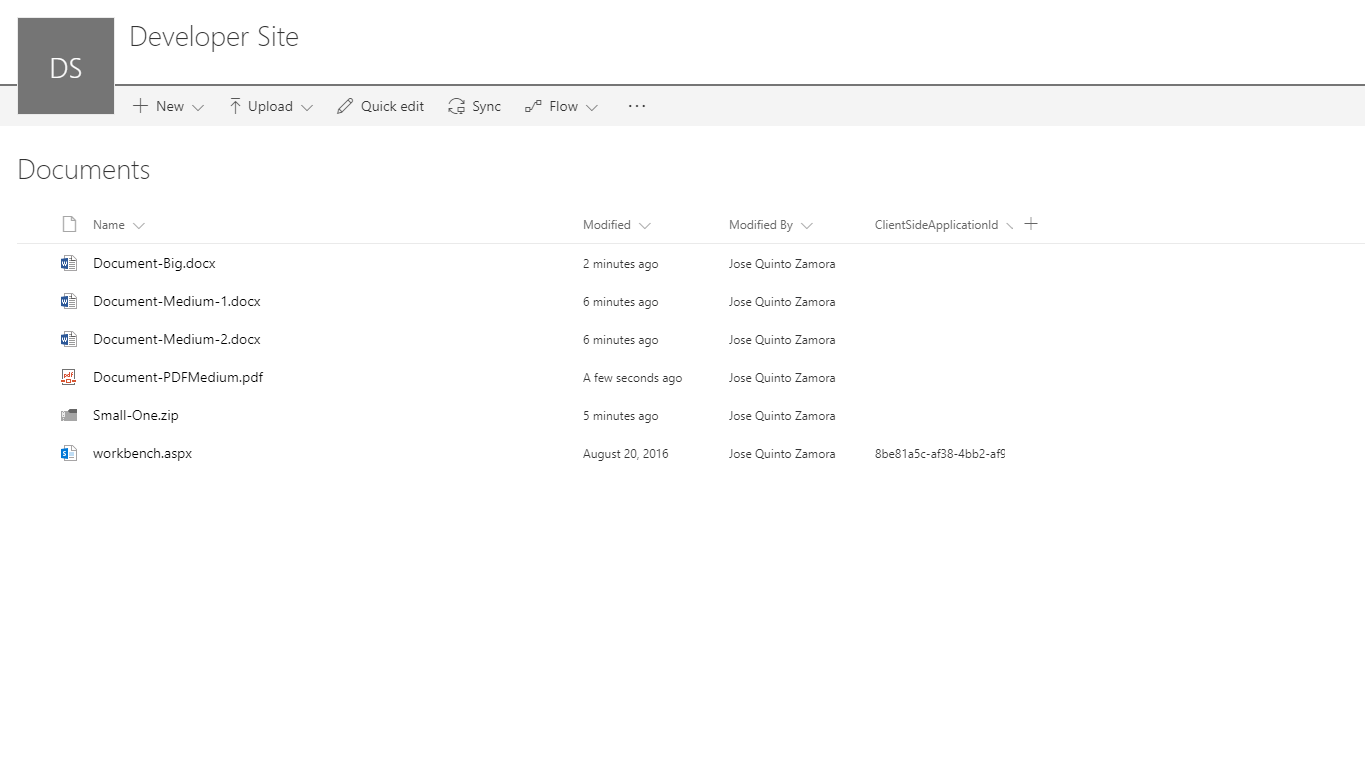 Developer Site
DS
New Upload Quick edit Sync Flow ...
Documents
Name Modified Modified By ClientSideApplicationId
Document-Big.docx 2 minutes ago Jose Quinto Zamora
Document-Medium-1.docx 6 minutes ago Jose Quinto Zamora
Document-Medium-2.docx 6 minutes ago Jose Quinto Zamora
Document-PDFMedium.pdf A few seconds ago Jose Quinto Zamora
Small-One.zip 5 minutes ago Jose Quinto Zamora
workbench.aspx August 20, 2016 Jose Quinto Zamora 8be81a5c-af38-4bb2-af9